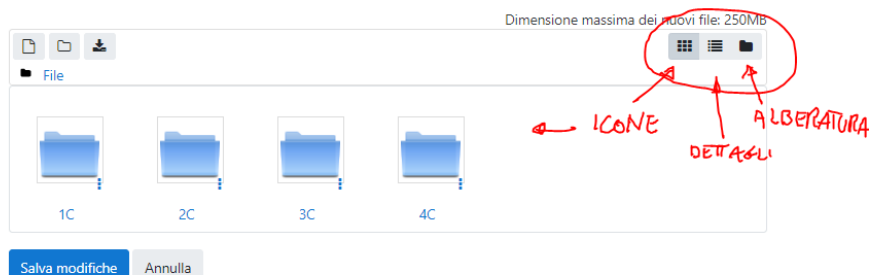 Dimensione massima dei nuovi file: 250MB
File
ICONE
ALBERATURA
DETTAGLI
1C
2C
3C
4C
Salva modifiche
Annulla